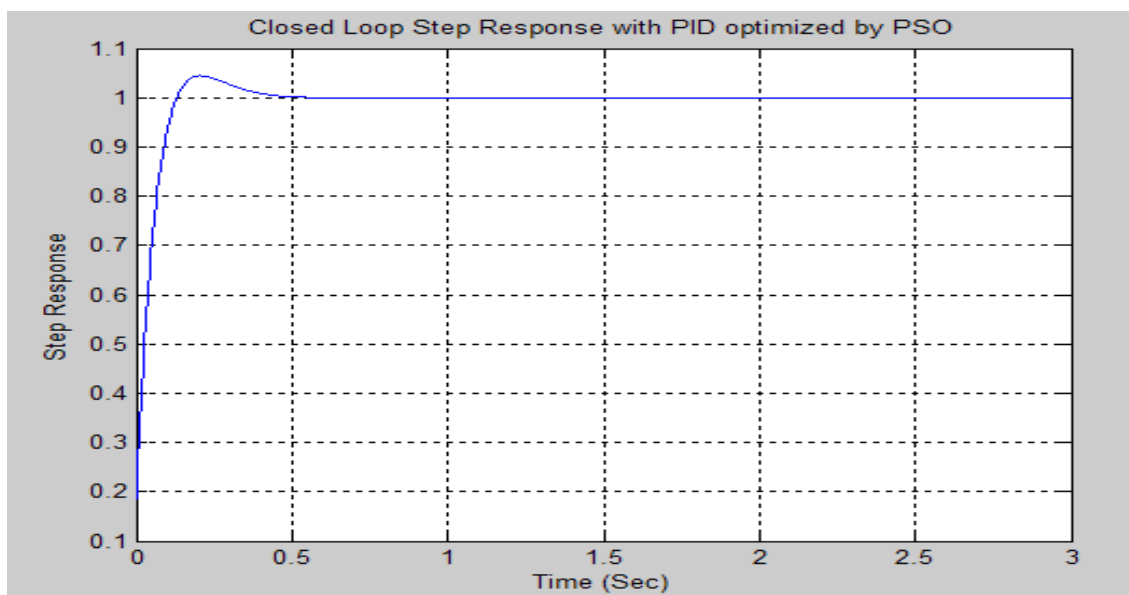 Closed Loop Step Response with PID optimized by PSO
1.1
1
0.9
0.8
0.7
0.6
0.5
0.4
0.3
0.2
0.1
Step Response
0 0.5 1 1.5 2 2.5 3
Time (Sec)